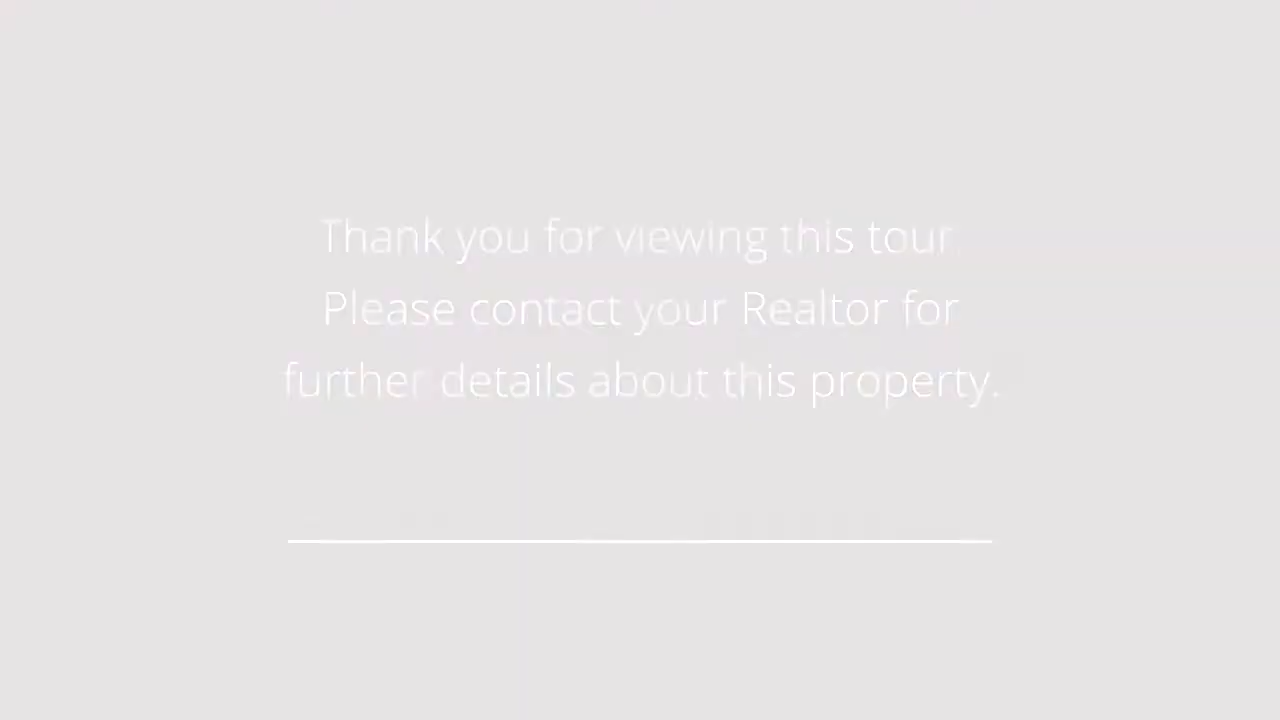 Thank you for viewing this tour.
Please contact your Realtor for
further details about this property.